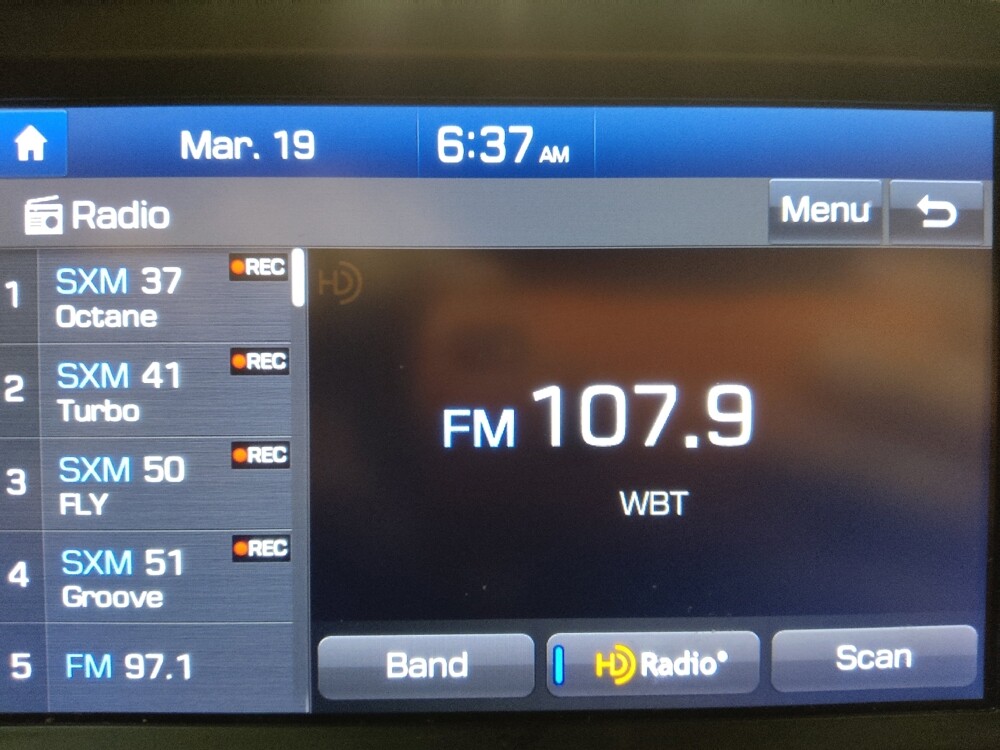 Mar. 19 6:37 AM
Radio Menu
1 SXM 37 REC
Octane
2 SXM 41 REC
Turbo
3 SXM 50 REC
FLY
4 SXM 51 REC
Groove
5 FM 97.1
HD
FM 107.9
WBT
Band HD Radio® Scan